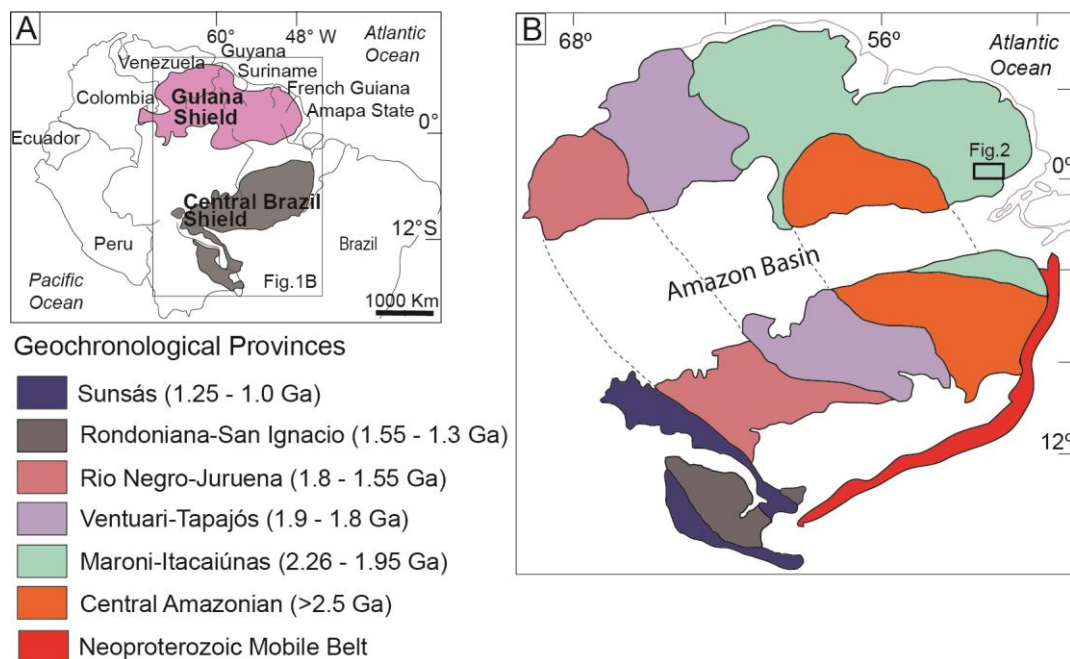 A
60°
48° W
Atlantic
Ocean
Guyana
Venezuela
Suriname
Colombia
French Guiana
Guiana
Shield
Amapa State
Ecuador
0°
Central Brazil
Shield
12°S
Peru
Brazil
Pacific
Ocean
Fig.1B
1000 Km
B
68°
56°
Atlantic
Ocean
Fig.2
0°
Amazon Basin
12°
Geochronological Provinces
Sunsás (1.25 - 1.0 Ga)
Rondoniana-San Ignacio (1.55 - 1.3 Ga)
Rio Negro-Juruena (1.8 - 1.55 Ga)
Ventuari-Tapajós (1.9 - 1.8 Ga)
Maroni-Itacaiúnas (2.26 - 1.95 Ga)
Central Amazonian (>2.5 Ga)
Neoproterozoic Mobile Belt